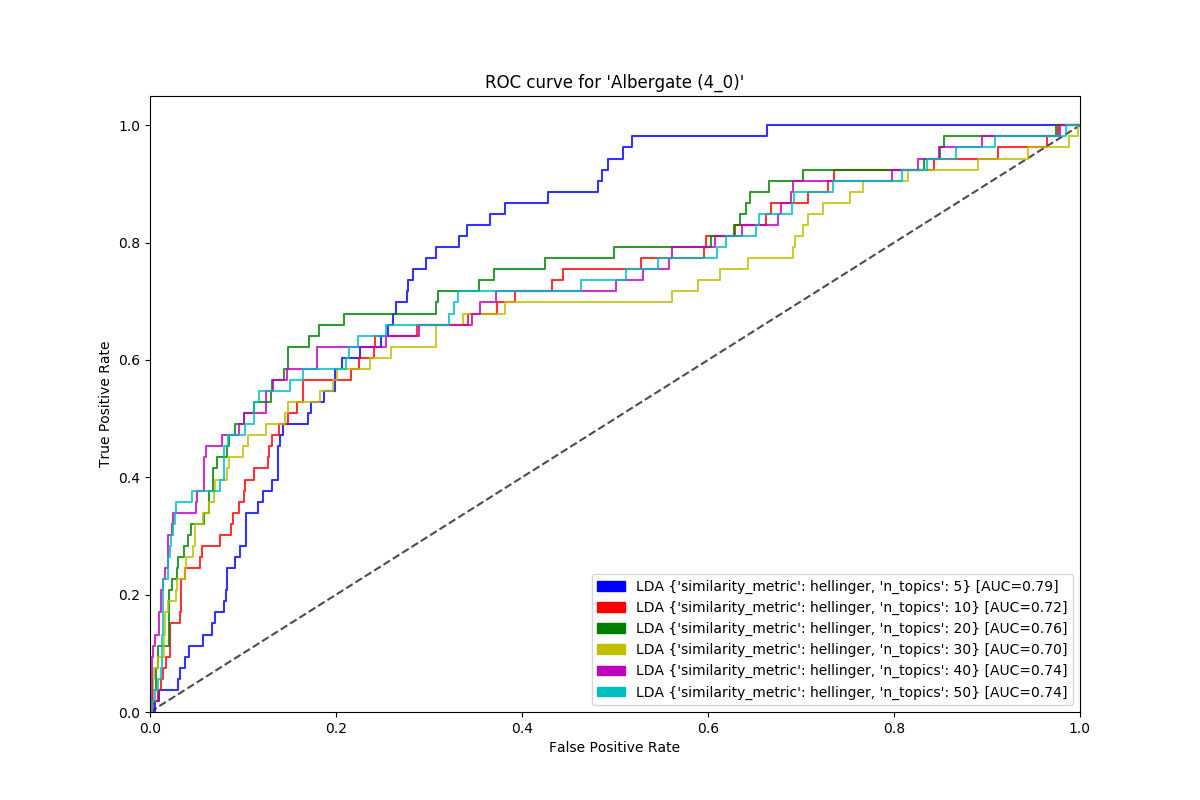 ROC curve for 'Albergate (4_0)'
1.0
0.8
0.6
0.4
0.2
0.0
True Positive Rate
LDA {'similarity_metric': hellinger, 'n_topics': 5} [AUC=0.79]
LDA {'similarity_metric': hellinger, 'n_topics': 10} [AUC=0.72]
LDA {'similarity_metric': hellinger, 'n_topics': 20} [AUC=0.76]
LDA {'similarity_metric': hellinger, 'n_topics': 30} [AUC=0.70]
LDA {'similarity_metric': hellinger, 'n_topics': 40} [AUC=0.74]
LDA {'similarity_metric': hellinger, 'n_topics': 50} [AUC=0.74]
0.0 0.2 0.4 0.6 0.8 1.0
False Positive Rate